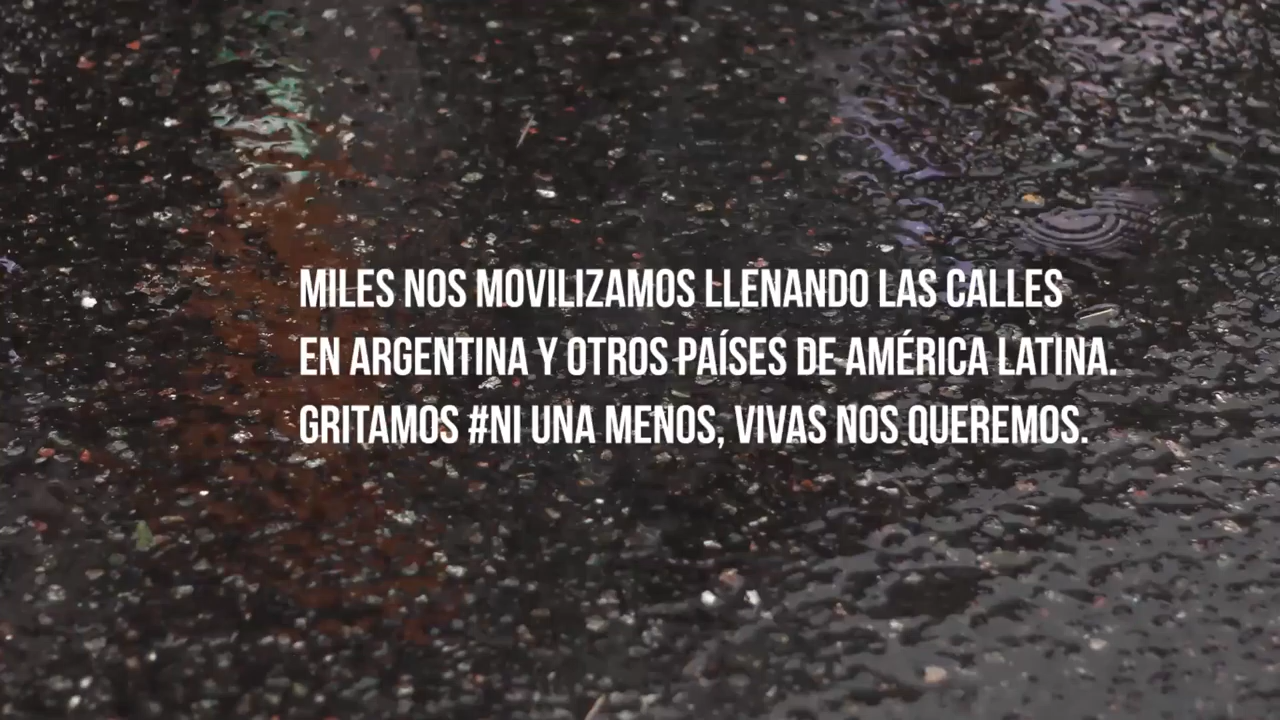 MILES NOS MOVILIZAMOS LLENANDO LAS CALLES
EN ARGENTINA Y OTROS PAÍSES DE AMÉRICA LATINA.
GRITAMOS #NI UNA MENOS, VIVAS NOS QUEREMOS.